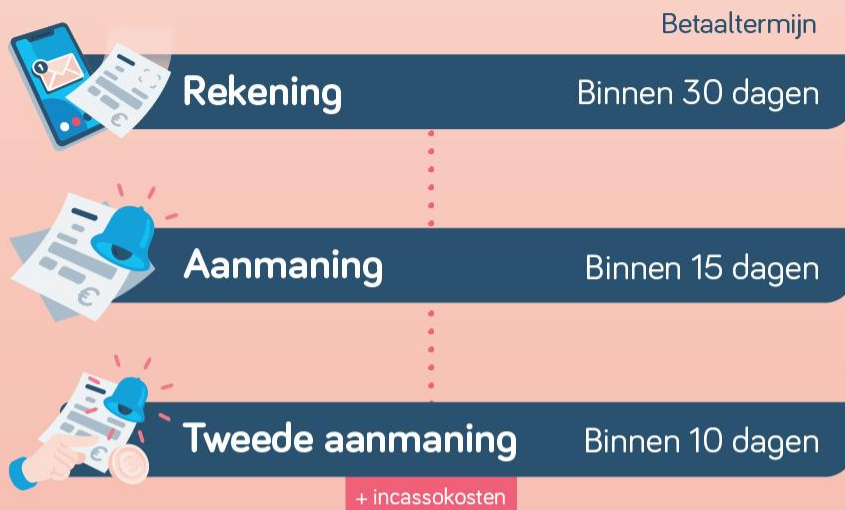 Betaaltermijn
Rekening Binnen 30 dagen
Aanmaning Binnen 15 dagen
Tweede aanmaning Binnen 10 dagen
+ incassokosten